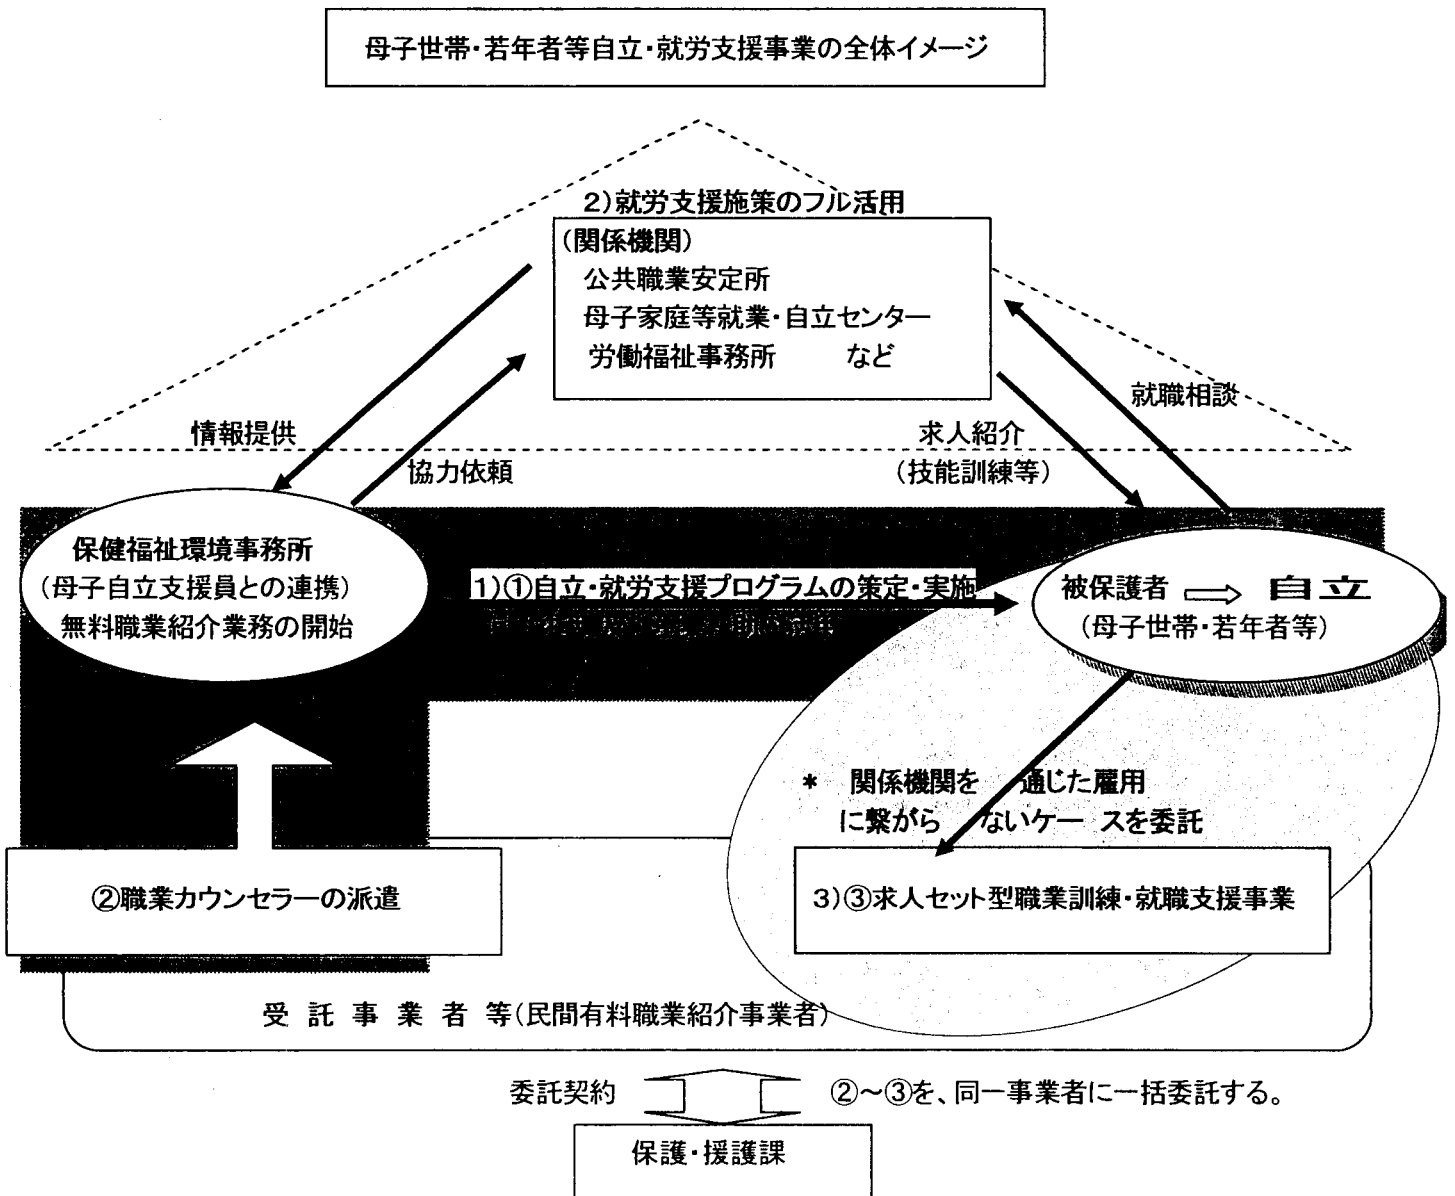 母子世帯・若年者等自立・就労支援事業の全体イメージ
2)就労支援施策のフル活用
(関係機関)
公共職業安定所
母子家庭等就業・自立センター
労働福祉事務所 など
就職相談
情報提供
求人紹介
協力依頼
(技能訓練等)
保健福祉環境事務所
(母子自立支援員との連携)
無料職業紹介業務の開始
1)①自立・就労支援プログラムの策定・実施
被保護者 ⇨ 自立
(母子世帯・若年者等)
* 関係機関を 通じた雇用
に繋がら ないケー スを委託
②職業カウンセラーの派遣
3)③求人セット型職業訓練・就職支援事業
受 託 事 業 者 等(民間有料職業紹介事業者)
委託契約
②～③を、同一事業者に一括委託する。
保護・援護課